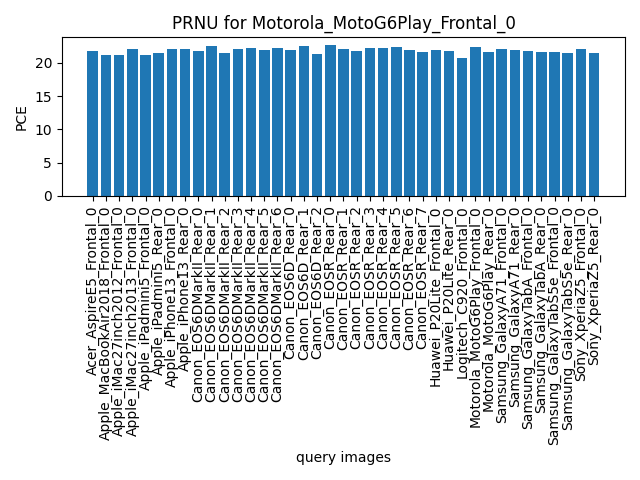 PRNU for Motorola_MotoG6Play_Frontal_0
PCE
20
15
10
5
0
Acer_AspireE5_Frontal_0
Apple_MacBookAir2018_Frontal_0
Apple_iMac27inch2012_Frontal_0
Apple_iMac27inch2013_Frontal_0
Apple_iPadmini5_Frontal_0
Apple_iPadmini5_Rear_0
Apple_iPhone13_Frontal_0
Apple_iPhone13_Rear_0
Canon_EOS6DMarkII_Rear_0
Canon_EOS6DMarkII_Rear_1
Canon_EOS6DMarkII_Rear_2
Canon_EOS6DMarkII_Rear_3
Canon_EOS6DMarkII_Rear_4
Canon_EOS6DMarkII_Rear_5
Canon_EOS6DMarkII_Rear_6
Canon_EOS6D_Rear_0
Canon_EOS6D_Rear_1
Canon_EOS6D_Rear_2
Canon_EOSR_Rear_0
Canon_EOSR_Rear_1
Canon_EOSR_Rear_2
Canon_EOSR_Rear_3
Canon_EOSR_Rear_4
Canon_EOSR_Rear_5
Canon_EOSR_Rear_6
Canon_EOSR_Rear_7
Huawei_P20Lite_Frontal_0
Huawei_P20Lite_Rear_0
Logitech_C920_Frontal_0
Motorola_MotoG6Play_Frontal_0
Motorola_MotoG6Play_Rear_0
Samsung_GalaxyA71_Frontal_0
Samsung_GalaxyA71_Rear_0
Samsung_GalaxyTabA_Frontal_0
Samsung_GalaxyTabA_Rear_0
Samsung_GalaxyTabS5e_Frontal_0
Samsung_GalaxyTabS5e_Rear_0
Sony_XperiaZ5_Frontal_0
Sony_XperiaZ5_Rear_0
query images